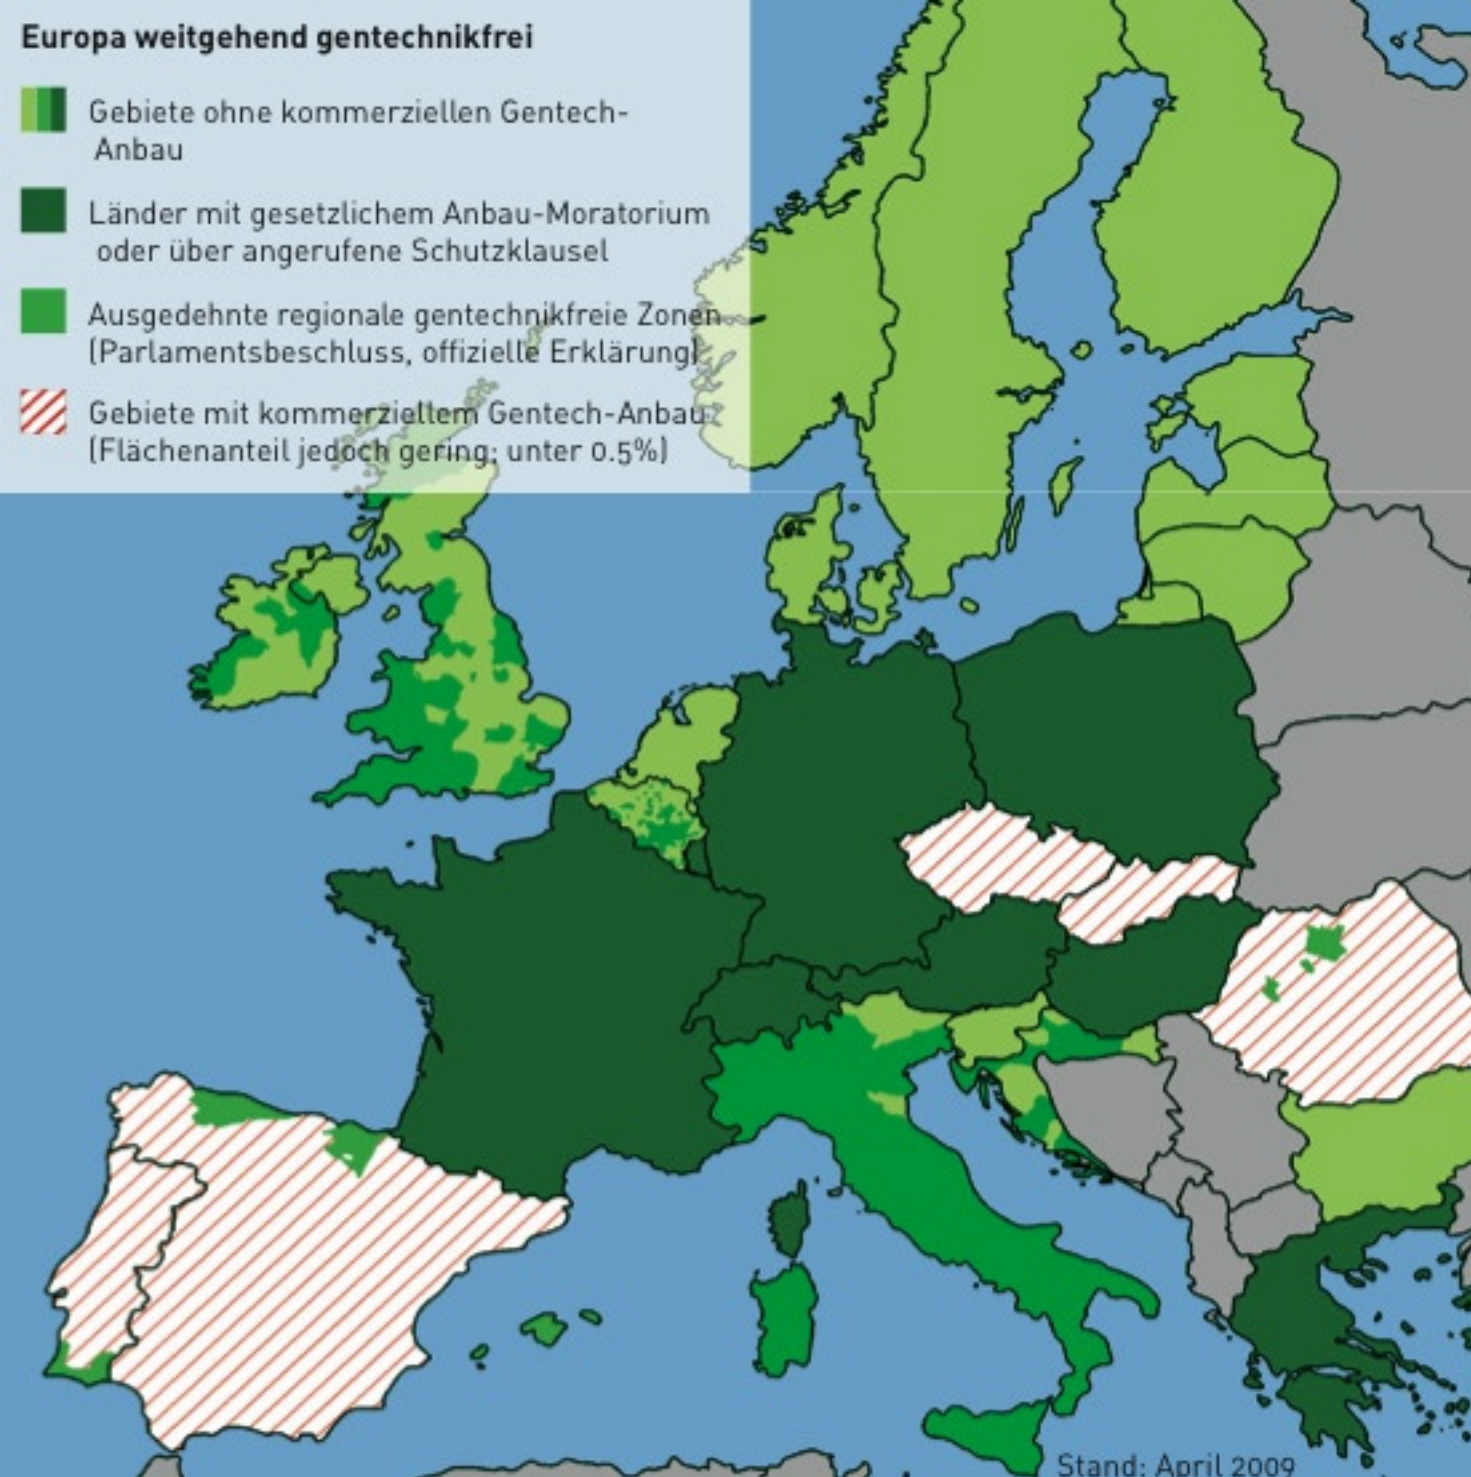 Europa weitgehend gentechnikfrei
Gebiete ohne kommerziellen Gentech-
Anbau
Länder mit gesetzlichem Anbau-Moratorium
oder über angerufene Schutzklausel
Ausgedehnte regionale gentechnikfreie Zonen
(Parlamentsbeschluss, offizielle Erklärung)
Gebiete mit kommerziellem Gentech-Anbau
(Flächenanteil jedoch gering; unter 0.5%)
Stand: April 2009